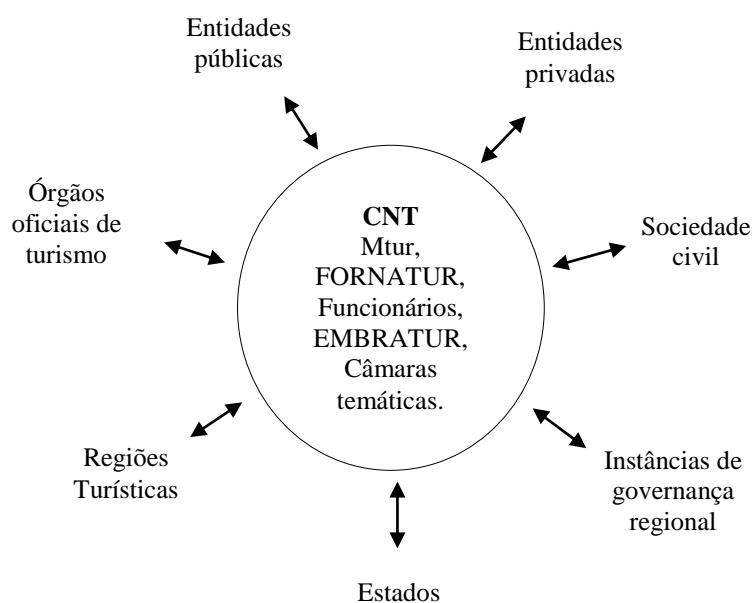 Entidades
públicas
Entidades
privadas
Órgãos
oficiais de
turismo
CNT
Mtur,
FORNATUR,
Funcionários,
EMBRATUR,
Câmaras
temáticas.
Sociedade
civil
Regiões
Turísticas
Instâncias de
governança
regional
Estados